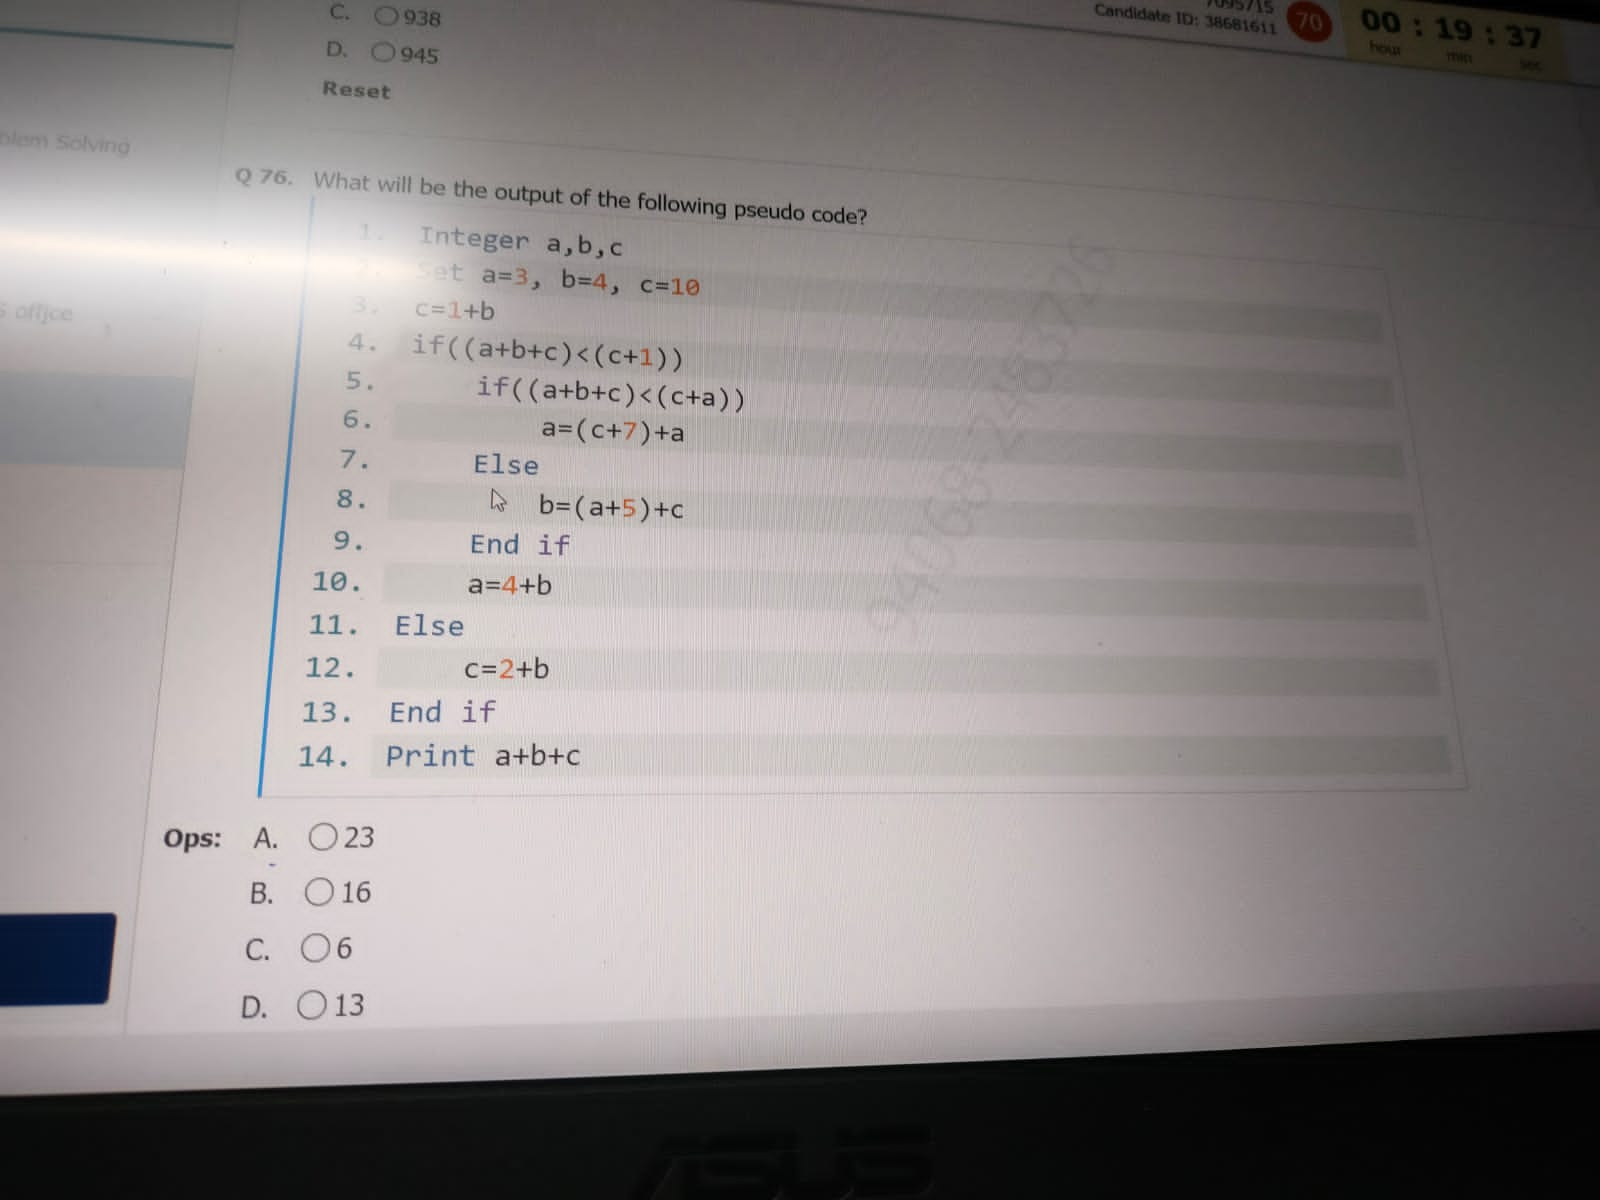 C. 938
D. 945
Reset
Candidate ID: 38681611
70
00 : 19 : 37
hour min sec
blem Solving
Q 76. What will be the output of the following pseudo code?
1. Integer a,b,c
2. Set a=3, b=4, c=10
3. c=1+b
4. if((a+b+c)<(c+1))
5. if((a+b+c)<(c+a))
6. a=(c+7)+a
7. Else
8. b=(a+5)+c
9. End if
10. a=4+b
11. Else
12. c=2+b
13. End if
14. Print a+b+c
Ops: A. 23
B. 16
C. 6
D. 13
ASUS